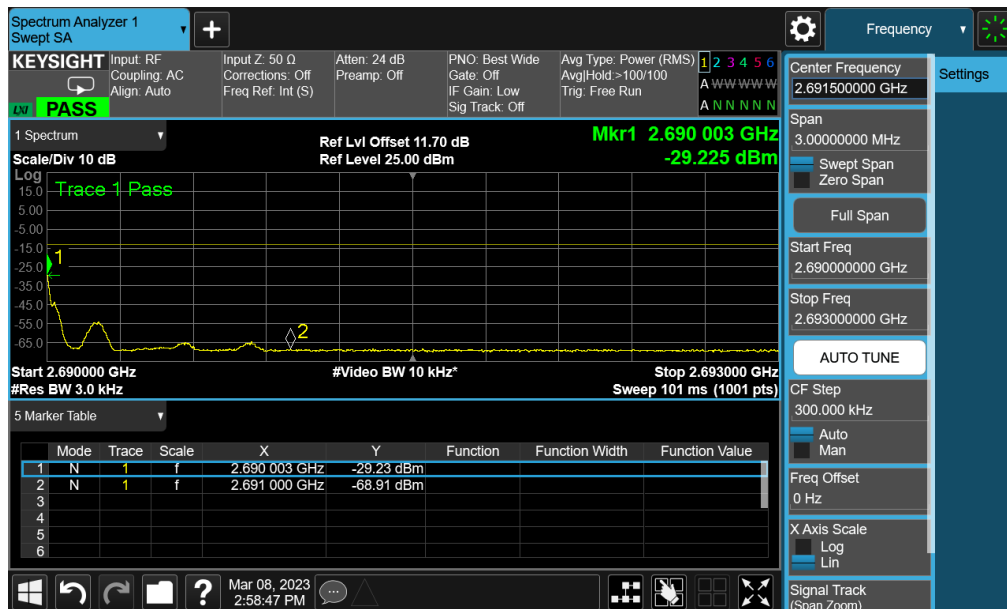 Spectrum Analyzer 1
Swept SA
+
Frequency
KEYSIGHT
Input: RF
Coupling: AC
Align: Auto
Input Z: 50 Ω
Corrections: Off
Freq Ref: Int (S)
Atten: 24 dB
Preamp: Off
PNO: Best Wide
Gate: Off
IF Gain: Low
Sig Track: Off
Avg Type: Power (RMS)
Avg|Hold:>100/100
Trig: Free Run
1 2 3 4 5 6
A W W W W W
A N N N N N
LXI
PASS
1 Spectrum
Scale/Div 10 dB
Ref Lvl Offset 11.70 dB
Ref Level 25.00 dBm
Mkr1 2.690 003 GHz
-29.225 dBm
Log
Trace 1 Pass
15.0
5.00
-5.00
-15.0
-25.0
-35.0
-45.0
-55.0
-65.0
1
2
Start 2.690000 GHz
#Video BW 10 kHz*
Stop 2.693000 GHz
#Res BW 3.0 kHz
Sweep 101 ms (1001 pts)
5 Marker Table
Mode Trace Scale X Y Function Function Width Function Value
1 N 1 f 2.690 003 GHz -29.23 dBm
2 N 1 f 2.691 000 GHz -68.91 dBm
3
4
5
6
?
Mar 08, 2023
2:58:47 PM
Center Frequency
2.691500000 GHz
Settings
Span
3.00000000 MHz
Swept Span
Zero Span
Full Span
Start Freq
2.690000000 GHz
Stop Freq
2.693000000 GHz
AUTO TUNE
CF Step
300.000 kHz
Auto
Man
Freq Offset
0 Hz
X Axis Scale
Log
Lin
Signal Track
(Span Zoom)